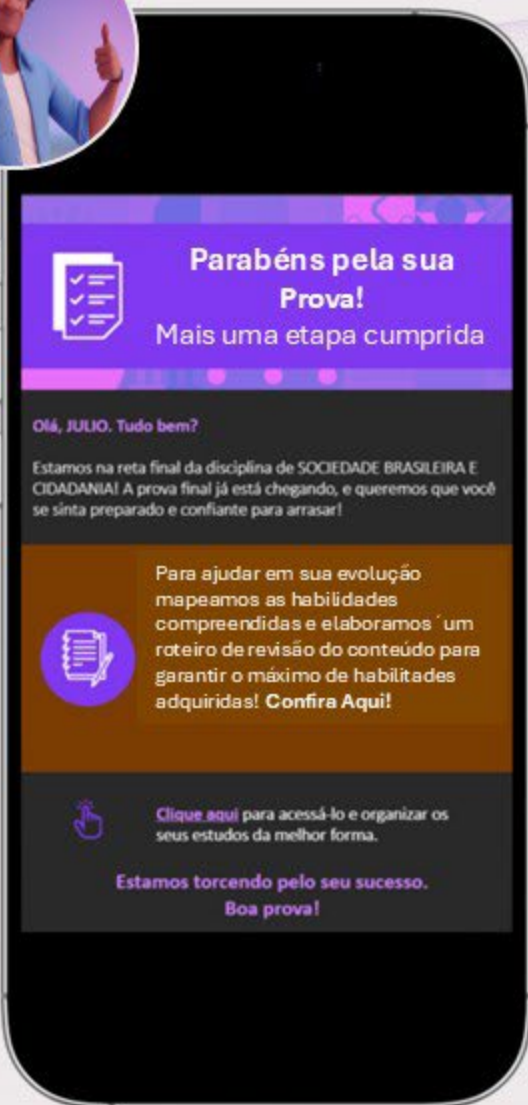 Parabéns pela sua
Prova!
Mais uma etapa cumprida
Olá, JULIO. Tudo bem?
Estamos na reta final da disciplina de SOCIEDADE BRASILEIRA E
CIDADANIA! A prova final já está chegando, e queremos que você
se sinta preparado e confiante para arrasar!
Para ajudar em sua evolução
mapeamos as habilidades
compreendidas e elaboramos ´um
roteiro de revisão do conteúdo para
garantir o máximo de habilitades
adquiridas! Confira Aqui!
Clique aqui para acessá-lo e organizar os
seus estudos da melhor forma.
Estamos torcendo pelo seu sucesso.
Boa prova!